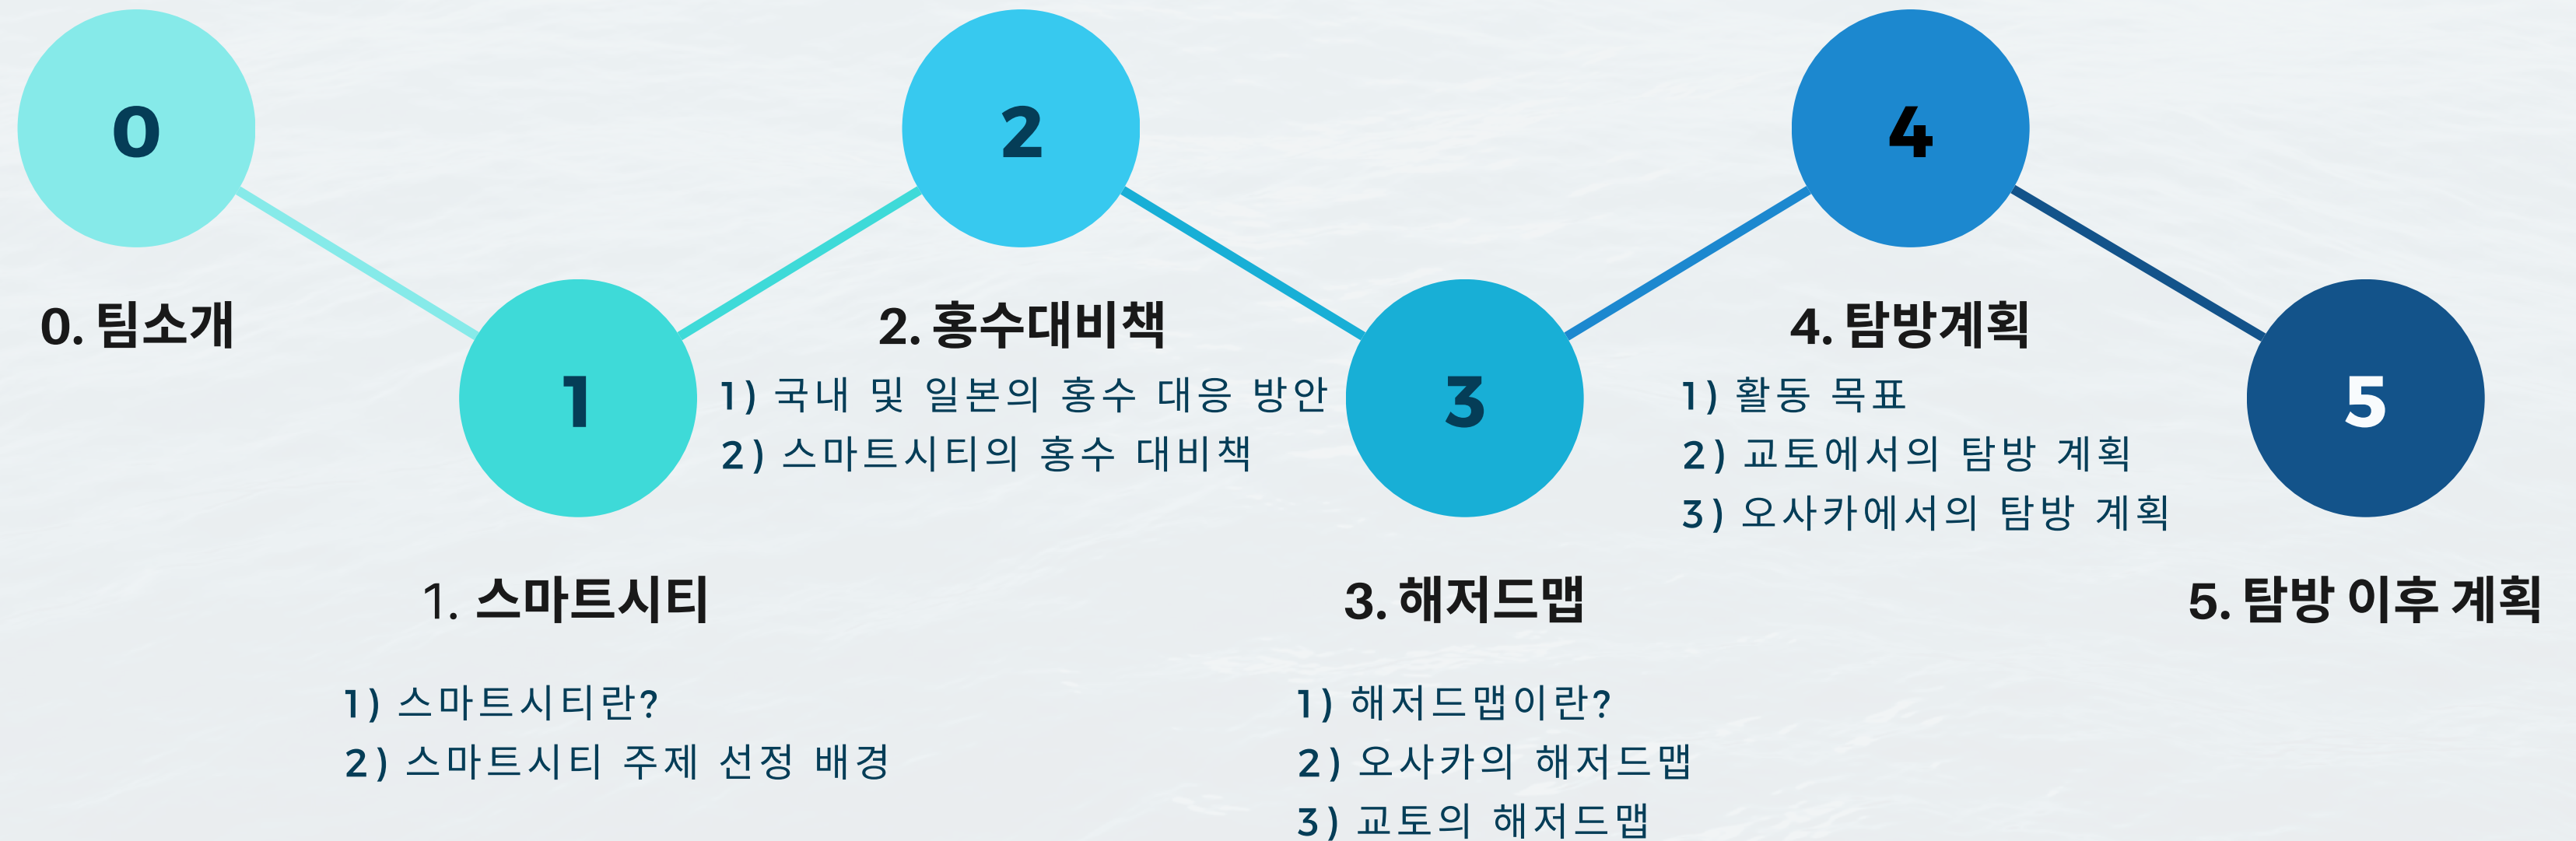 0
0. 팀소개
1
1. 스마트시티
1) 스마트시티란?
2) 스마트시티 주제 선정 배경
2
2. 홍수대비책
1) 국내 및 일본의 홍수 대응 방안
2) 스마트시티의 홍수 대비책
3
3. 해저드맵
1) 해저드맵이란?
2) 오사카의 해저드맵
3) 교토의 해저드맵
4
4. 탐방계획
1) 활동 목표
2) 교토에서의 탐방 계획
3) 오사카에서의 탐방 계획
5
5. 탐방 이후 계획